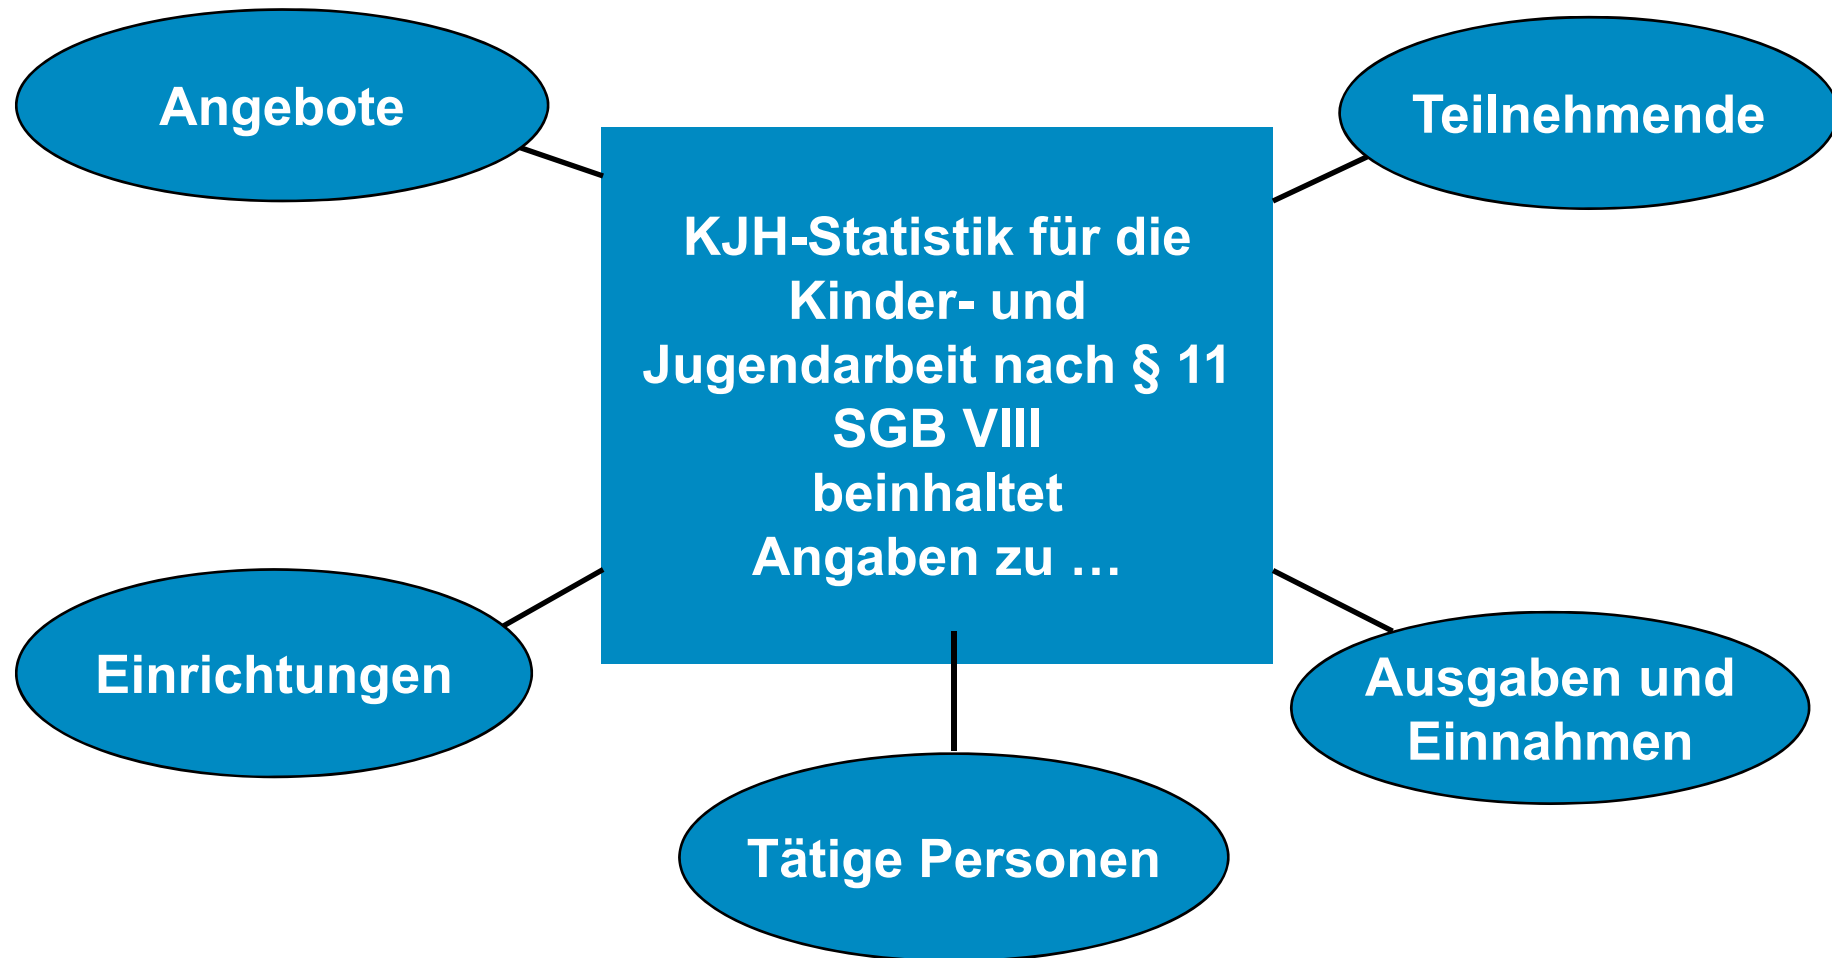 Angebote
Teilnehmende
KJH-Statistik für die
Kinder- und
Jugendarbeit nach § 11
SGB VIII
beinhaltet
Angaben zu …
Einrichtungen
Ausgaben und
Einnahmen
Tätige Personen